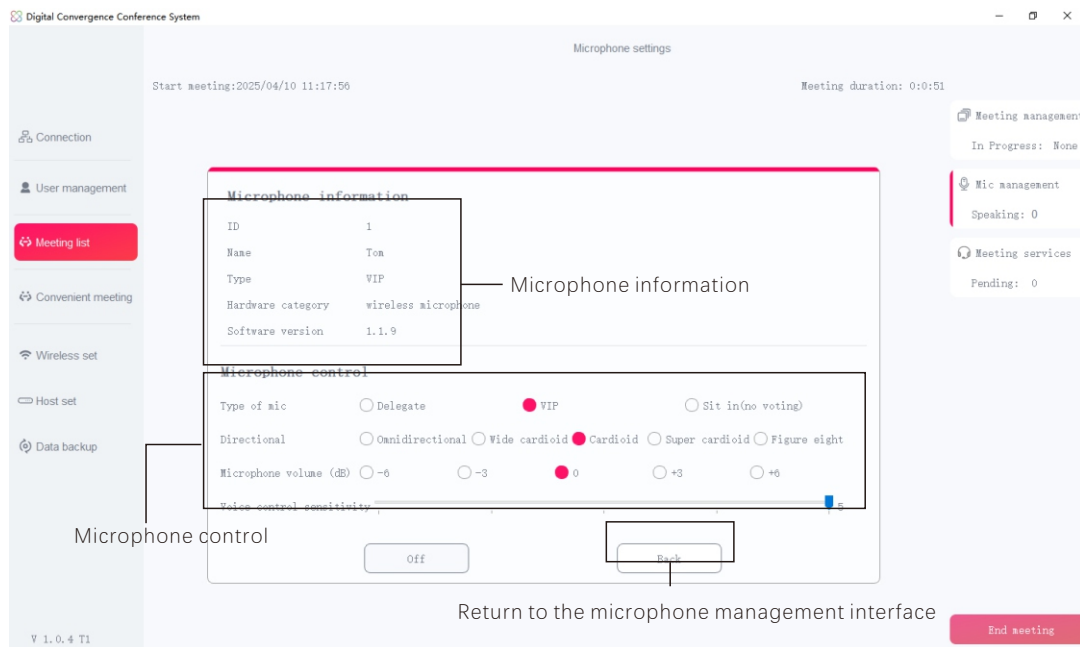 Digital Convergence Conference System
Microphone settings
Start meeting:2025/04/10 11:17:56
Meeting duration: 0:0:51
Connection
User management
Meeting list
Convenient meeting
Wireless set
Host set
Data backup
V 1.0.4 T1
Microphone information
ID 1
Name Tom
Type VIP
Hardware category wireless microphone
Software version 1.1.9
Microphone information
Microphone control
Type of mic Delegate VIP Sit in(no voting)
Directional Omnidirectional Wide cardioid Cardioid Super cardioid Figure eight
Microphone volume (dB) -6 -3 0 +3 +6
Voice control sensitivity 5
Microphone control
Off Back
Return to the microphone management interface
Meeting management
In Progress: None
Mic management
Speaking: 0
Meeting services
Pending: 0
End meeting